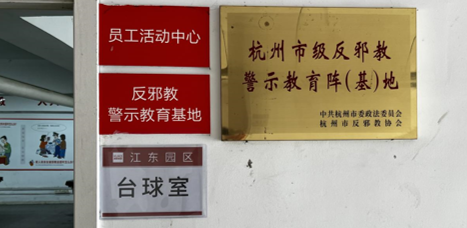 员工活动中心
反邪教
警示教育基地
江东园区
台球室
杭州市级反邪教
警示教育阵(基)地
中共杭州市委政法委员会
杭州市反邪教协会